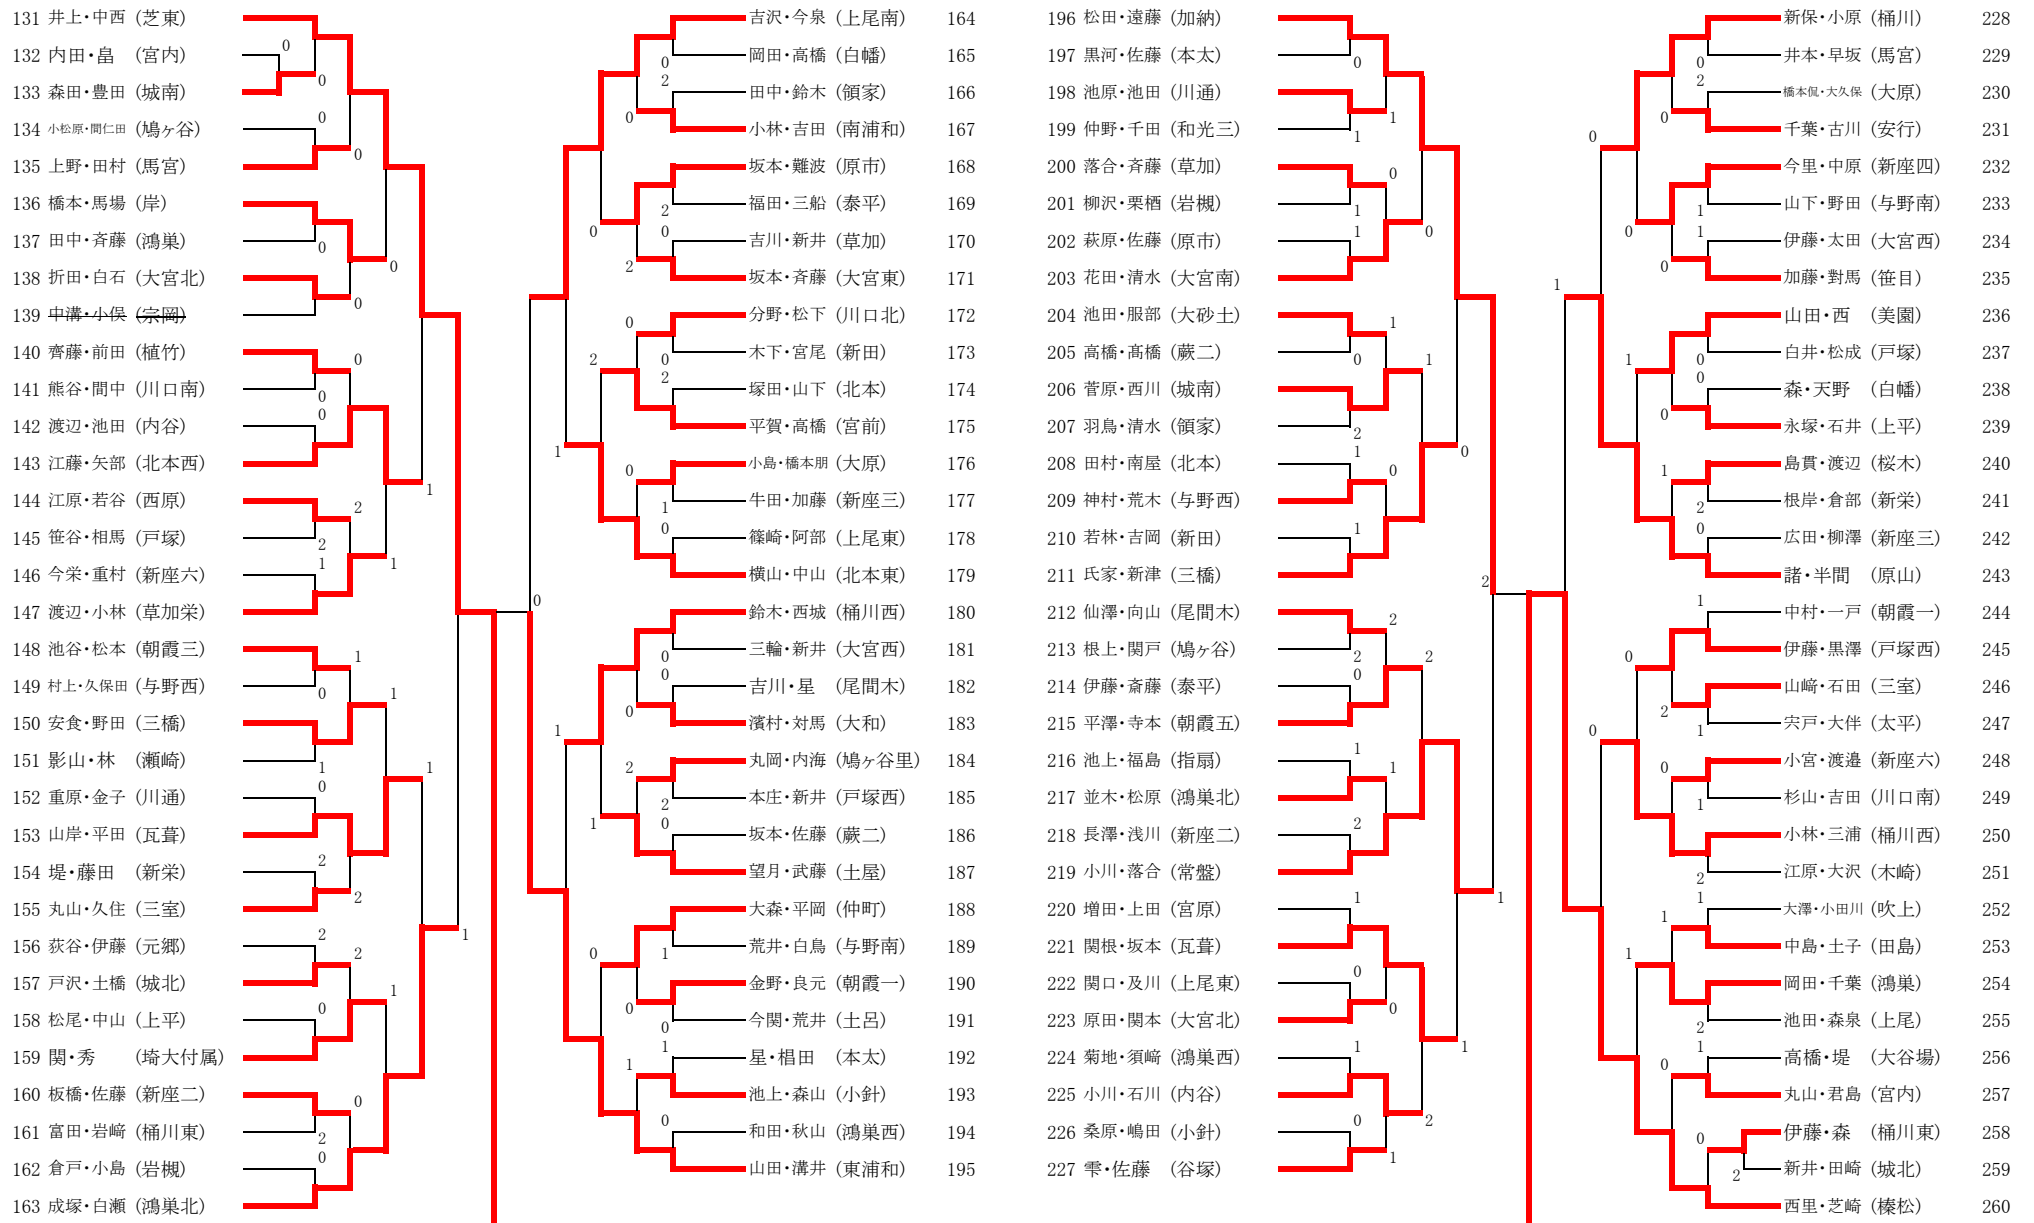 131 井上・中西 (芝東)
132 内田・畠 (宮内)
133 森田・豊田 (城南)
134 小松原・間仁田 (鳩ヶ谷)
135 上野・田村 (馬宮)
136 橋本・馬場 (岸)
137 田中・斉藤 (鴻巣)
138 折田・白石 (大宮北)
139 中溝・小俣 (宗岡)
140 齊藤・前田 (植竹)
141 熊谷・間中 (川口南)
142 渡辺・池田 (内谷)
143 江藤・矢部 (北本西)
144 江原・若谷 (西原)
145 笹谷・相馬 (戸塚)
146 今栄・重村 (新座六)
147 渡辺・小林 (草加栄)
148 池谷・松本 (朝霞三)
149 村上・久保田 (与野西)
150 安食・野田 (三橋)
151 影山・林 (瀬崎)
152 重原・金子 (川通)
153 山岸・平田 (瓦葺)
154 堤・藤田 (新栄)
155 丸山・久住 (三室)
156 荻谷・伊藤 (元郷)
157 戸沢・土橋 (城北)
158 松尾・中山 (上平)
159 関・秀 (埼大付属)
160 板橋・佐藤 (新座二)
161 富田・岩﨑 (桶川東)
162 倉戸・小島 (岩槻)
163 成塚・白瀬 (鴻巣北)
吉沢・今泉 (上尾南) 164
岡田・高橋 (白幡) 165
田中・鈴木 (領家) 166
小林・吉田 (南浦和) 167
坂本・難波 (原市) 168
福田・三船 (泰平) 169
吉川・新井 (草加) 170
坂本・斉藤 (大宮東) 171
分野・松下 (川口北) 172
木下・宮尾 (新田) 173
塚田・山下 (北本) 174
平賀・高橋 (宮前) 175
小島・橋本朋 (大原) 176
牛田・加藤 (新座三) 177
篠崎・阿部 (上尾東) 178
横山・中山 (北本東) 179
鈴木・西城 (桶川西) 180
三輪・新井 (大宮西) 181
吉川・星 (尾間木) 182
濱村・対馬 (大和) 183
丸岡・内海 (鳩ヶ谷里) 184
本庄・新井 (戸塚西) 185
坂本・佐藤 (蕨二) 186
望月・武藤 (土屋) 187
大森・平岡 (仲町) 188
荒井・白鳥 (与野南) 189
金野・良元 (朝霞一) 190
今関・荒井 (土呂) 191
星・椙田 (本太) 192
池上・森山 (小針) 193
和田・秋山 (鴻巣西) 194
山田・溝井 (東浦和) 195
196 松田・遠藤 (加納)
197 黒河・佐藤 (本太)
198 池原・池田 (川通)
199 仲野・千田 (和光三)
200 落合・斉藤 (草加)
201 柳沢・栗栖 (岩槻)
202 萩原・佐藤 (原市)
203 花田・清水 (大宮南)
204 池田・服部 (大砂土)
205 高橋・髙橋 (蕨二)
206 菅原・西川 (城南)
207 羽鳥・清水 (領家)
208 田村・南屋 (北本)
209 神村・荒木 (与野西)
210 若林・吉岡 (新田)
211 氏家・新津 (三橋)
212 仙澤・向山 (尾間木)
213 根上・関戸 (鳩ヶ谷)
214 伊藤・斎藤 (泰平)
215 平澤・寺本 (朝霞五)
216 池上・福島 (指扇)
217 並木・松原 (鴻巣北)
218 長澤・浅川 (新座二)
219 小川・落合 (常盤)
220 増田・上田 (宮原)
221 関根・坂本 (瓦葺)
222 関口・及川 (上尾東)
223 原田・関本 (大宮北)
224 菊地・須﨑 (鴻巣西)
225 小川・石川 (内谷)
226 桑原・嶋田 (小針)
227 雫・佐藤 (谷塚)
新保・小原 (桶川) 228
井本・早坂 (馬宮) 229
橋本侃・大久保 (大原) 230
千葉・古川 (安行) 231
今里・中原 (新座四) 232
山下・野田 (与野南) 233
伊藤・太田 (大宮西) 234
加藤・對馬 (笹目) 235
山田・西 (美園) 236
白井・松成 (戸塚) 237
森・天野 (白幡) 238
永塚・石井 (上平) 239
島貫・渡辺 (桜木) 240
根岸・倉部 (新栄) 241
広田・柳澤 (新座三) 242
諸・半間 (原山) 243
中村・一戸 (朝霞一) 244
伊藤・黒澤 (戸塚西) 245
山﨑・石田 (三室) 246
宍戸・大伴 (太平) 247
小宮・渡邉 (新座六) 248
杉山・吉田 (川口南) 249
小林・三浦 (桶川西) 250
江原・大沢 (木崎) 251
大澤・小田川 (吹上) 252
中島・土子 (田島) 253
岡田・千葉 (鴻巣) 254
池田・森泉 (上尾) 255
高橋・堤 (大谷場) 256
丸山・君島 (宮内) 257
伊藤・森 (桶川東) 258
新井・田崎 (城北) 259
西里・芝崎 (榛松) 260